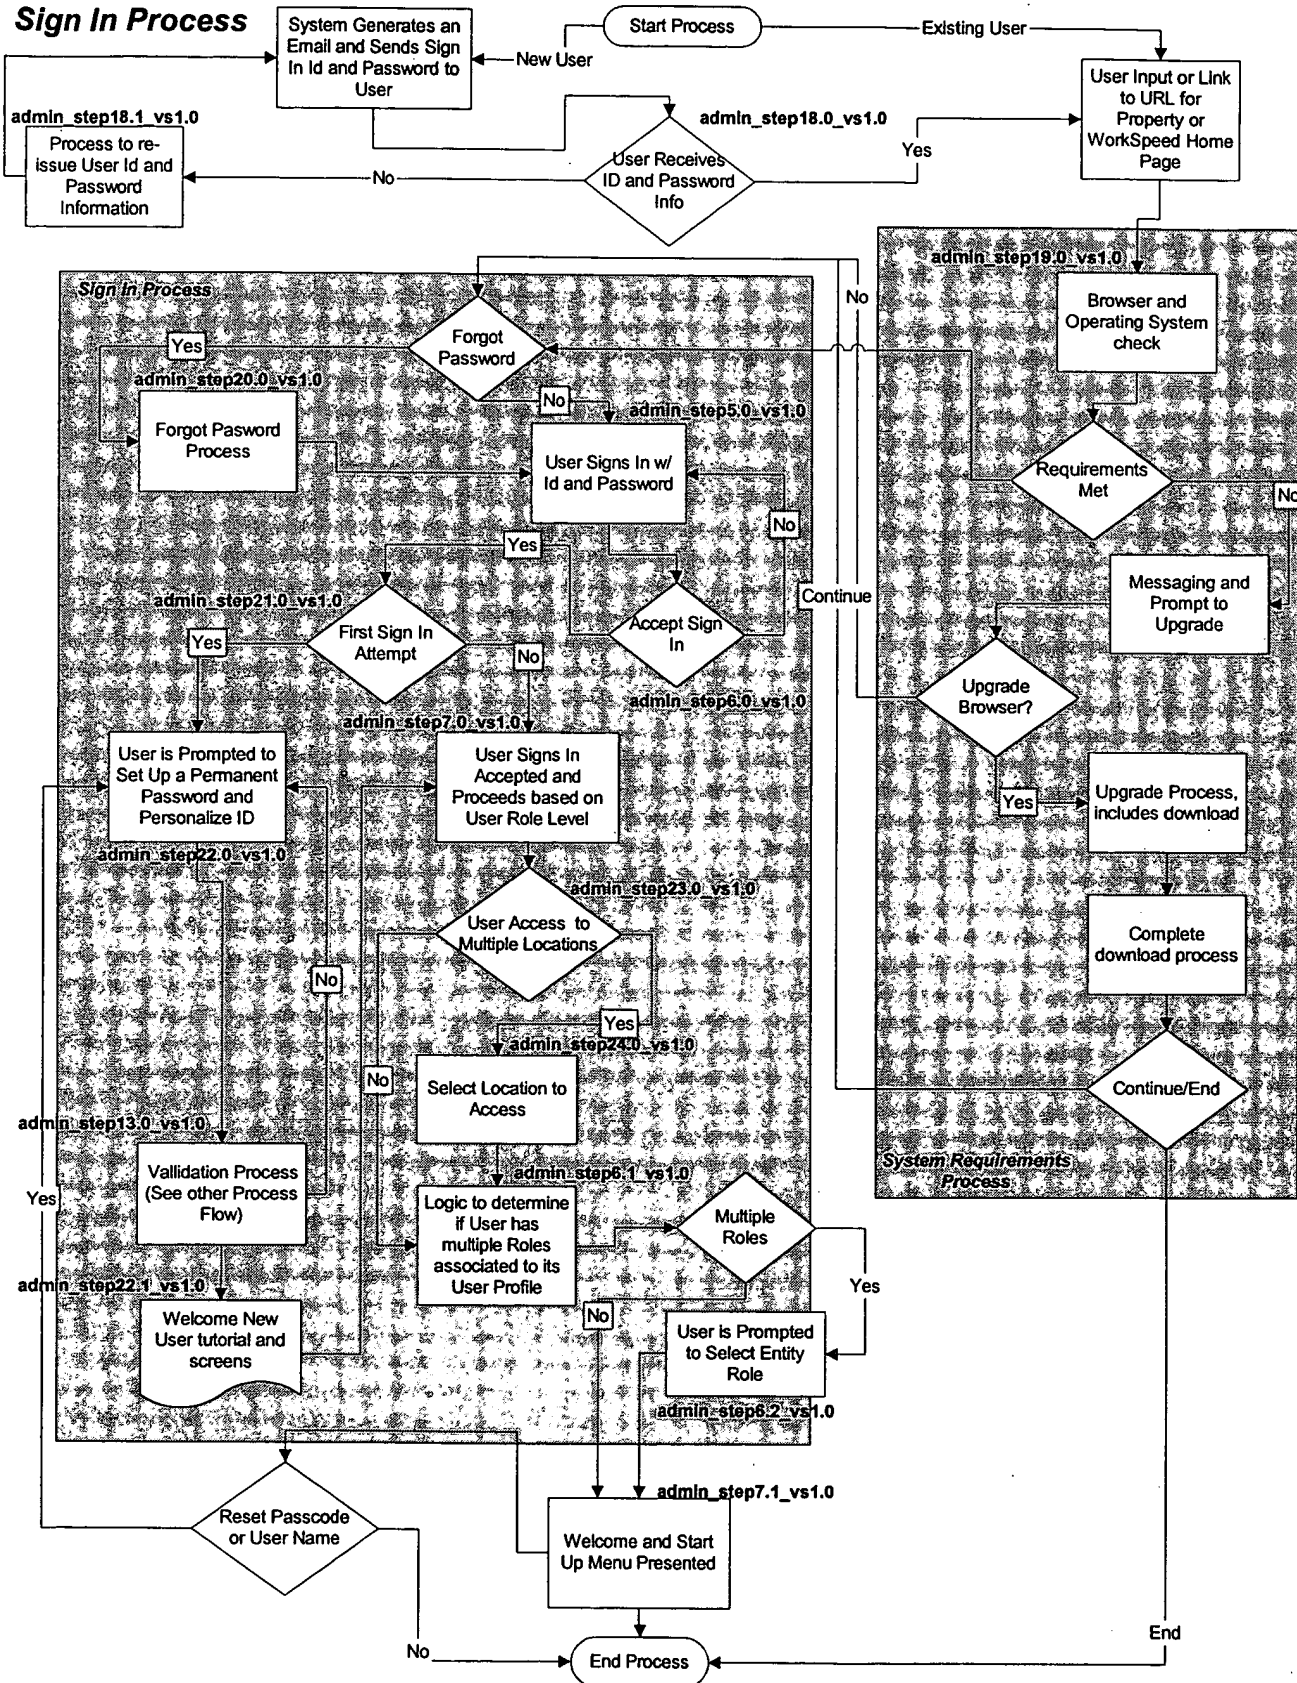 Sign In Process
System Generates an
Email and Sends Sign
In Id and Password to
User
Start Process
New User
Existing User
User Input or Link
to URL for
Property or
WorkSpeed Home
Page
admin_step18.1_vs1.0
Process to re-
issue User Id and
Password
Information
No
User Receives
ID and Password
Info
admin_step18.0_vs1.0
Yes
admin_step19.0_vs1.0
Browser and
Operating System
check
Requirements
Met
No
Messaging and
Prompt to
Upgrade
Upgrade
Browser?
No
Yes
Upgrade Process,
includes download
Complete
download process
Continue/End
Continue
System Requirements
Process
End
Sign In Process
Forgot
Password
Yes
admin_step20.0_vs1.0
Forgot Pasword
Process
No
admin_step5.0_vs1.0
User Signs In w/
Id and Password
No
Yes
Accept Sign
In
admin_step6.0_vs1.0
admin_step21.0_vs1.0
First Sign In
Attempt
Yes
No
User is Prompted to
Set Up a Permanent
Password and
Personalize ID
admin_step22.0_vs1.0
admin_step7.0_vs1.0
User Signs In
Accepted and
Proceeds based on
User Role Level
admin_step23.0_vs1.0
User Access to
Multiple Locations
No
Yes
admin_step24.0_vs1.0
Select Location to
Access
No
admin_step13.0_vs1.0
Vallidation Process
(See other Process
Flow)
Yes
admin_step22.1_vs1.0
Welcome New
User tutorial and
screens
admin_step6.1_vs1.0
Logic to determine
if User has
multiple Roles
associated to its
User Profile
Multiple
Roles
Yes
No
User is Prompted
to Select Entity
Role
admin_step6.2_vs1.0
admin_step7.1_vs1.0
Welcome and Start
Up Menu Presented
Reset Passcode
or User Name
No
End Process